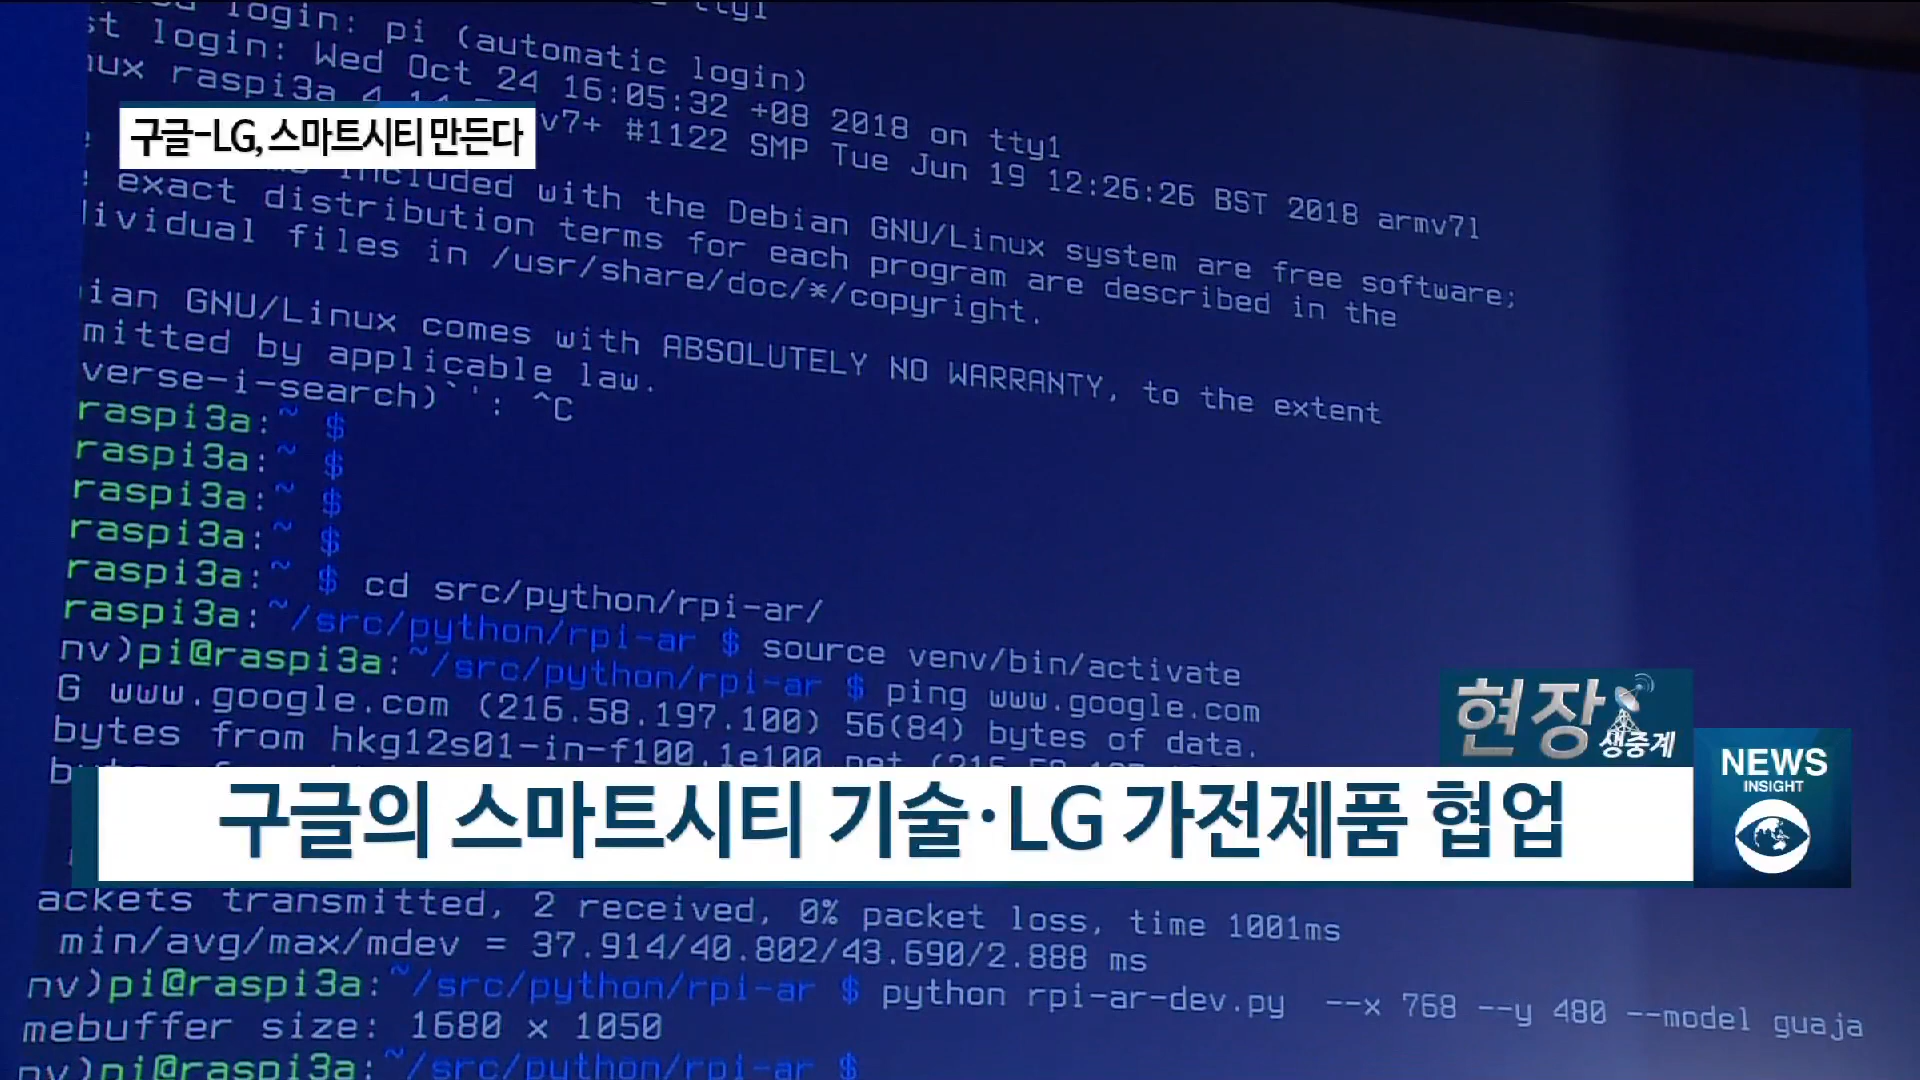 tty1
login: pi (automatic login)
st login: Wed Oct 24 16:05:32 +08 2018 on tty1
nux raspi3a 4.14 v7+ #1122 SMP Tue Jun 19 12:26:26 BST 2018 armv7l
구글-LG, 스마트시티 만든다
included with the Debian GNU/Linux system are free software;
exact distribution terms for each program are described in the
dividual files in /usr/share/doc/*/copyright.
ian GNU/Linux comes with ABSOLUTELY NO WARRANTY, to the extent
mitted by applicable law.
verse-i-search)`': ^C
raspi3a:~ $
raspi3a:~ $
raspi3a:~ $
raspi3a:~ $
raspi3a:~ $ cd src/python/rpi-ar/
raspi3a:~/src/python/rpi-ar $ source venv/bin/activate
nv)pi@raspi3a:~/src/python/rpi-ar $ ping www.google.com
G www.google.com (216.58.197.100) 56(84) bytes of data.
bytes from hkg12s01-in-f100.1e100.net (216.58
현장 생중계
NEWS
INSIGHT
구글의 스마트시티 기술·LG 가전제품 협업
ackets transmitted, 2 received, 0% packet loss, time 1001ms
min/avg/max/mdev = 37.914/40.802/43.690/2.888 ms
nv)pi@raspi3a:~/src/python/rpi-ar $ python rpi-ar-dev.py --x 768 --y 480 --model guaja
mebuffer size: 1680 x 1050
nv)pi@raspi3a:~/src/python/rpi-ar $